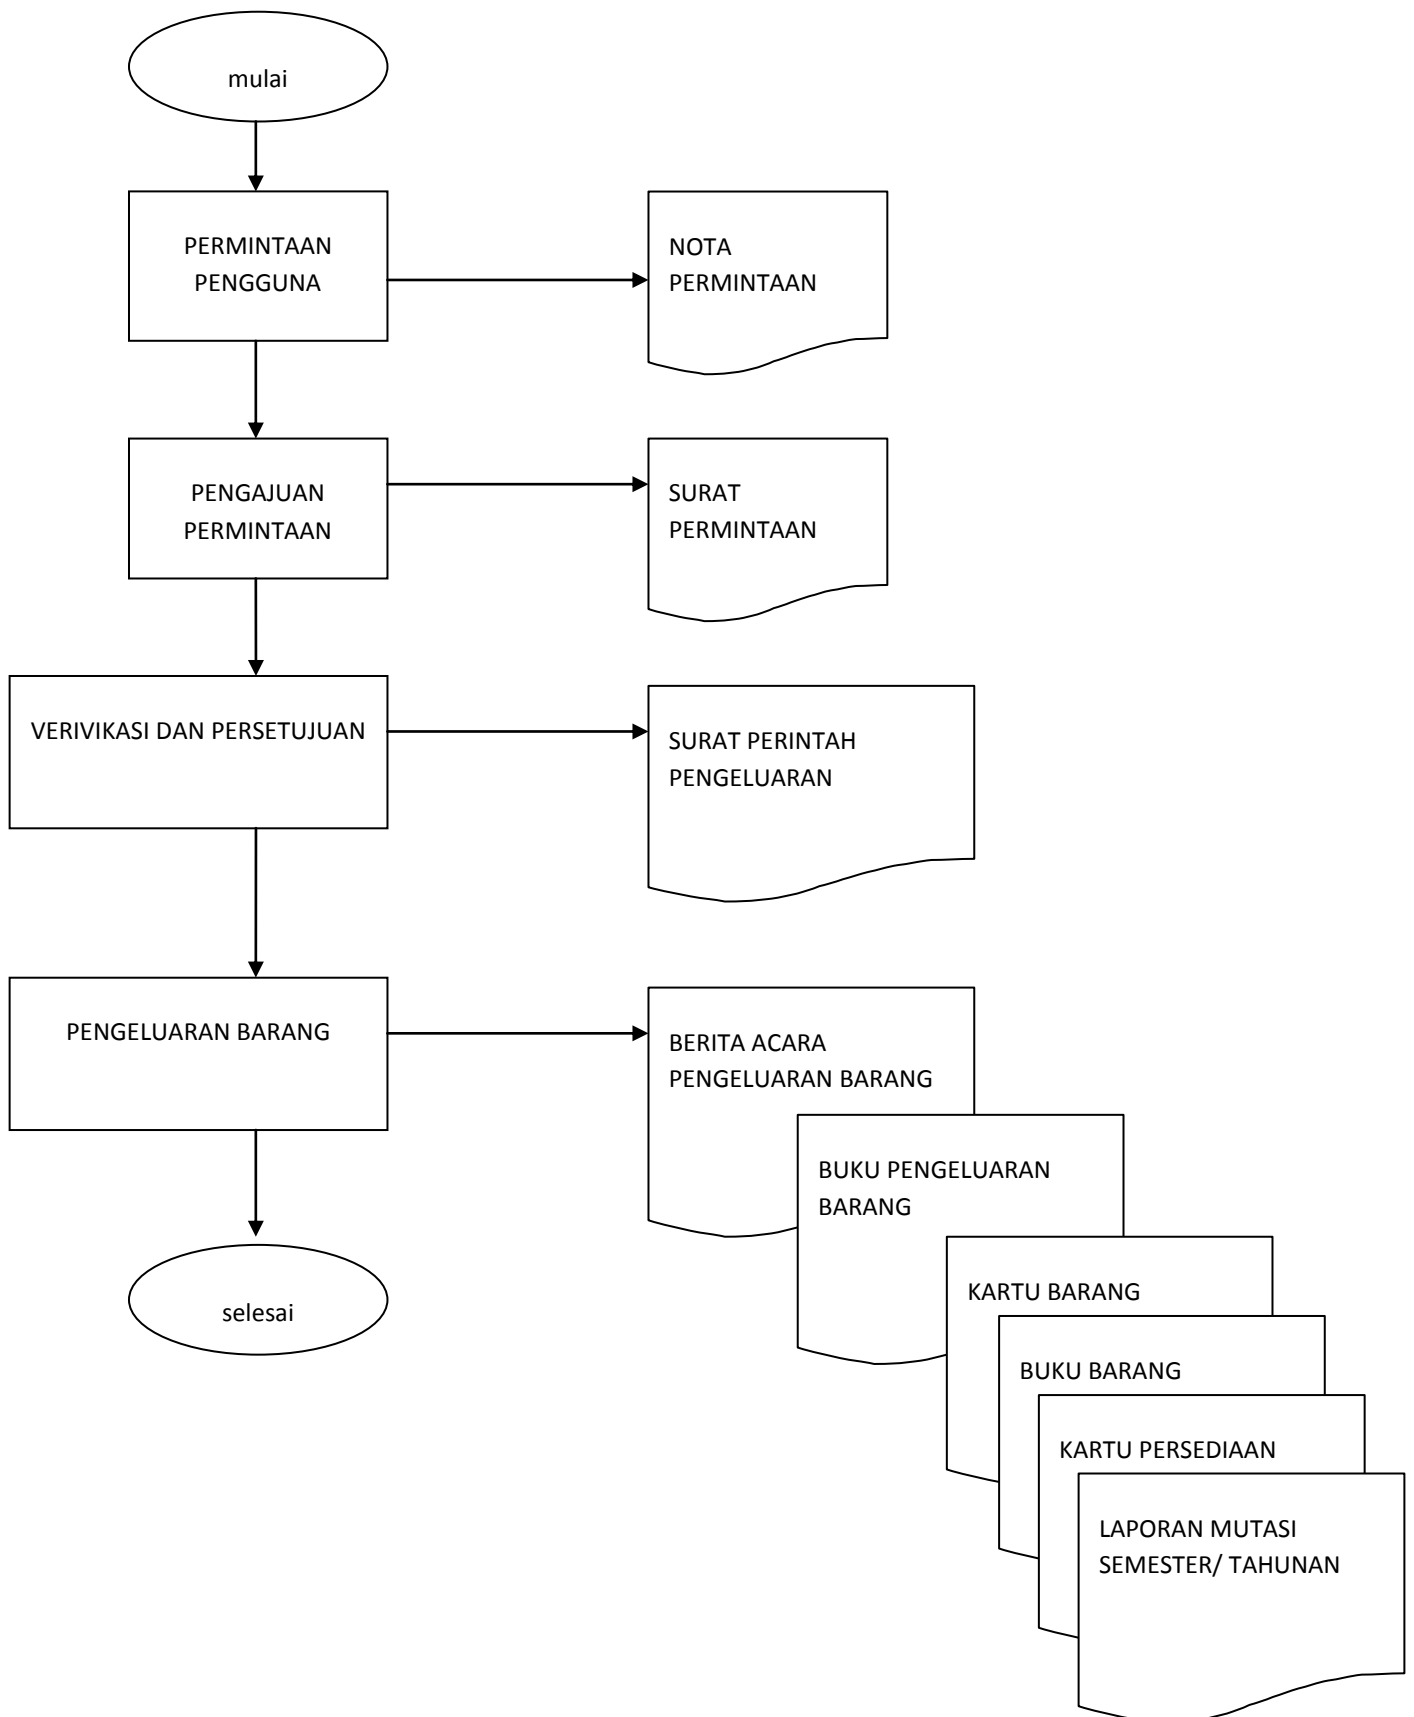 mulai
PERMINTAAN
PENGGUNA
NOTA
PERMINTAAN
PENGAJUAN
PERMINTAAN
SURAT
PERMINTAAN
VERIVIKASI DAN PERSETUJUAN
SURAT PERINTAH
PENGELUARAN
PENGELUARAN BARANG
BERITA ACARA
PENGELUARAN BARANG
BUKU PENGELUARAN
BARANG
KARTU BARANG
selesai
BUKU BARANG
KARTU PERSEDIAAN
LAPORAN MUTASI
SEMESTER/ TAHUNAN